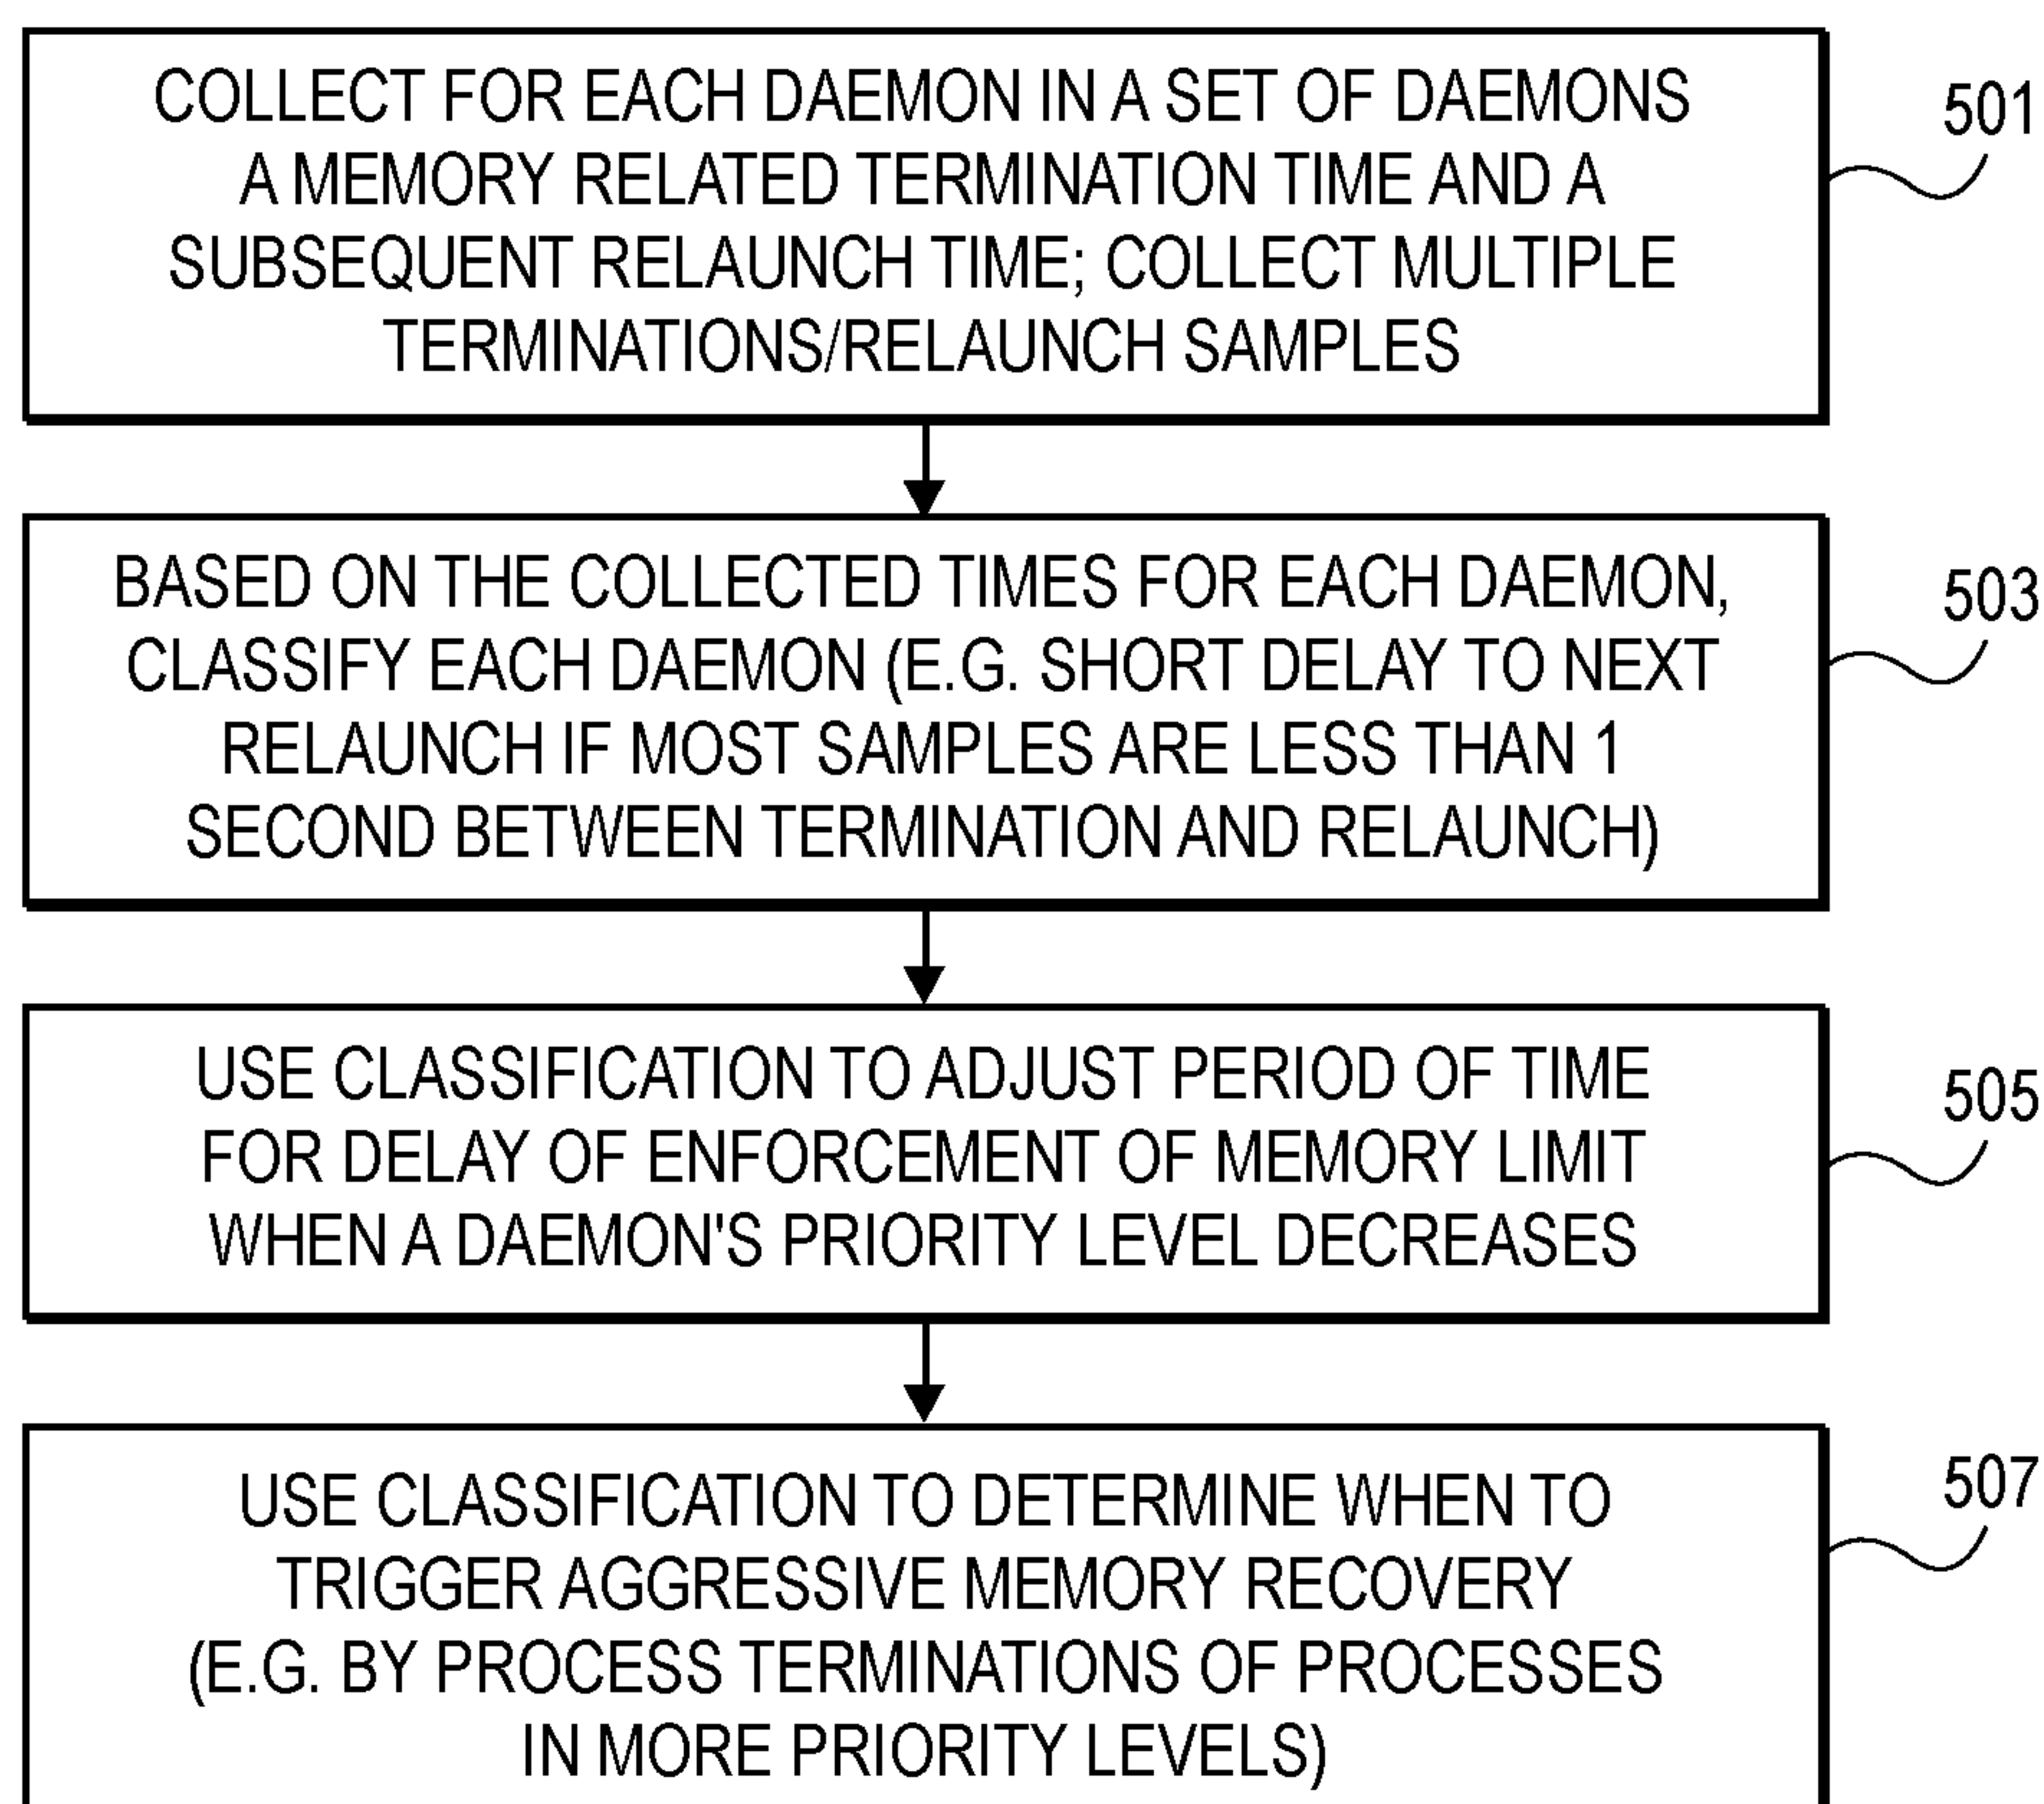 COLLECT FOR EACH DAEMON IN A SET OF DAEMONS
A MEMORY RELATED TERMINATION TIME AND A
SUBSEQUENT RELAUNCH TIME; COLLECT MULTIPLE
TERMINATIONS/RELAUNCH SAMPLES
501
BASED ON THE COLLECTED TIMES FOR EACH DAEMON,
CLASSIFY EACH DAEMON (E.G. SHORT DELAY TO NEXT
RELAUNCH IF MOST SAMPLES ARE LESS THAN 1
SECOND BETWEEN TERMINATION AND RELAUNCH)
503
USE CLASSIFICATION TO ADJUST PERIOD OF TIME
FOR DELAY OF ENFORCEMENT OF MEMORY LIMIT
WHEN A DAEMON'S PRIORITY LEVEL DECREASES
505
USE CLASSIFICATION TO DETERMINE WHEN TO
TRIGGER AGGRESSIVE MEMORY RECOVERY
(E.G. BY PROCESS TERMINATIONS OF PROCESSES
IN MORE PRIORITY LEVELS)
507